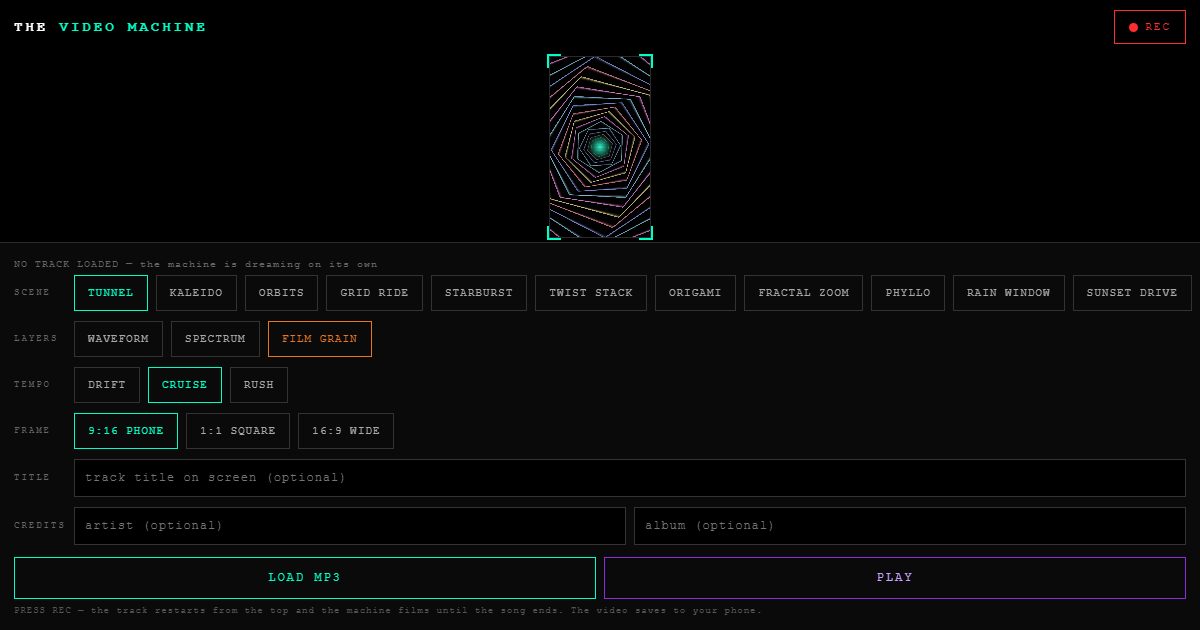 THE VIDEO MACHINE
REC
NO TRACK LOADED — the machine is dreaming on its own
SCENE TUNNEL KALEIDO ORBITS GRID RIDE STARBURST TWIST STACK ORIGAMI FRACTAL ZOOM PHYLLO RAIN WINDOW SUNSET DRIVE
LAYERS WAVEFORM SPECTRUM FILM GRAIN
TEMPO DRIFT CRUISE RUSH
FRAME 9:16 PHONE 1:1 SQUARE 16:9 WIDE
TITLE track title on screen (optional)
CREDITS artist (optional) album (optional)
LOAD MP3 PLAY
PRESS REC — the track restarts from the top and the machine films until the song ends. The video saves to your phone.